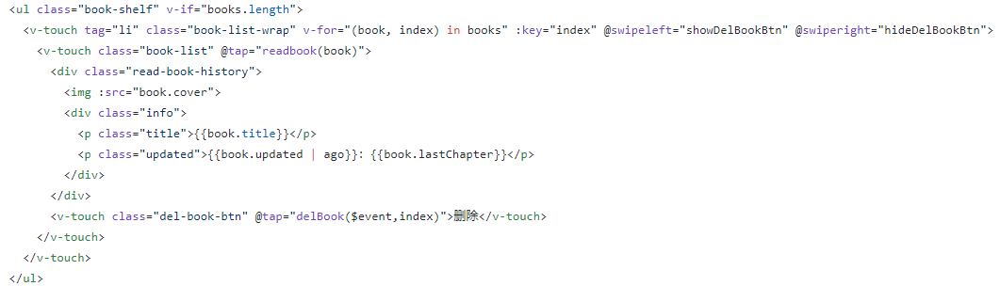 <ul class="book-shelf" v-if="books.length">
  <v-touch tag="li" class="book-list-wrap" v-for="(book, index) in books" :key="index" @swipeleft="showDelBookBtn" @swiperight="hideDelBookBtn">
    <v-touch class="book-list" @tap="readbook(book)">
      <div class="read-book-history">
        <img :src="book.cover">
        <div class="info">
          <p class="title">{{book.title}}</p>
          <p class="updated">{{book.updated | ago}}: {{book.lastChapter}}</p>
        </div>
      </div>
      <v-touch class="del-book-btn" @tap="delBook($event,index)">删除</v-touch>
    </v-touch>
  </v-touch>
</ul>